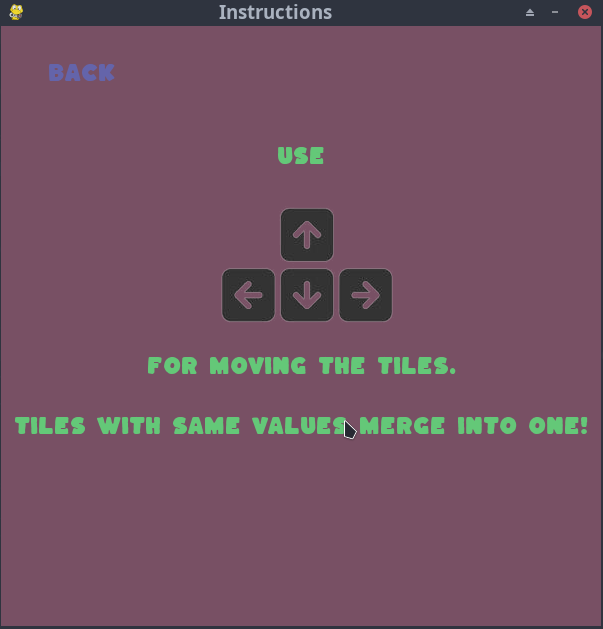 Instructions
BACK
USE
FOR MOVING THE TILES.
TILES WITH SAME VALUES MERGE INTO ONE!